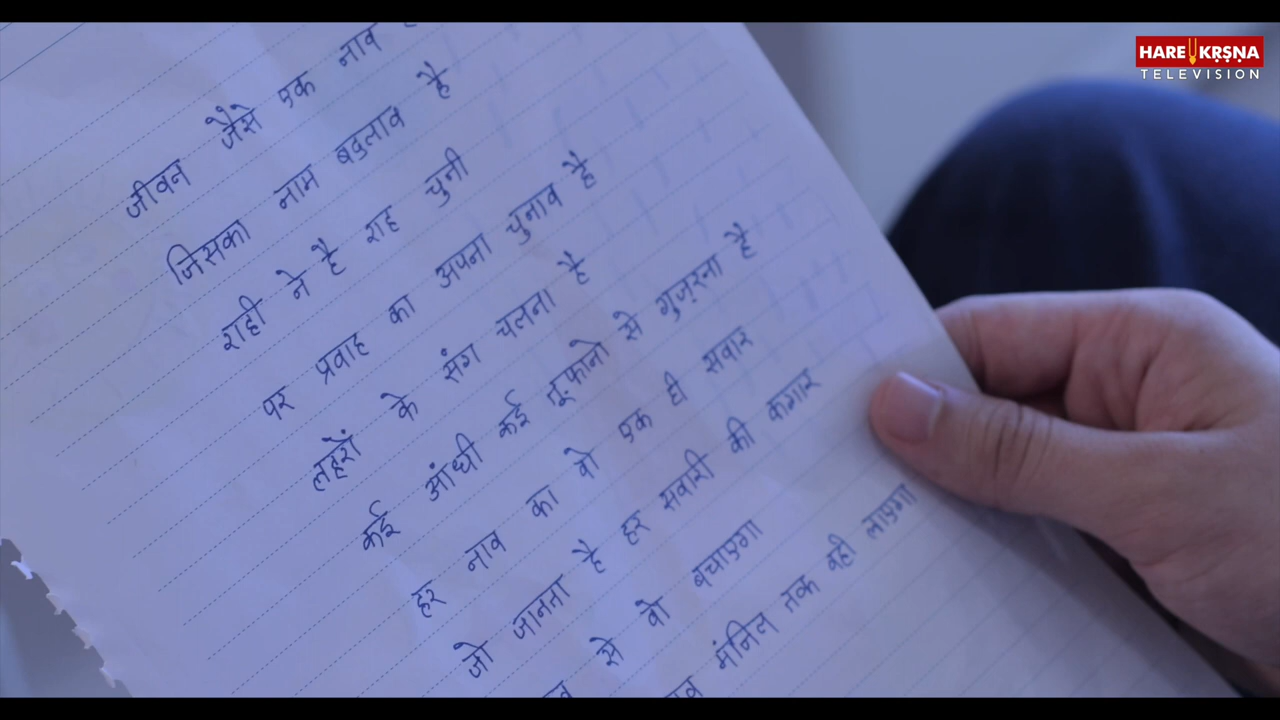 जीवन जैसे एक नाव
जिसका नाम बदलाव है
राही ने है राह चुनी
पर प्रवाह का अपना चुनाव है
लहरों के संग चलना है
कई आंधी कई तूफानो से गुज़रना है
हर नाव का वो एक ही सवार
जो जानता है हर सवारी की कगार
से वो बचाएगा
मंजिल तक वही लाएगा
HARE KṚṢṆA
TELEVISION